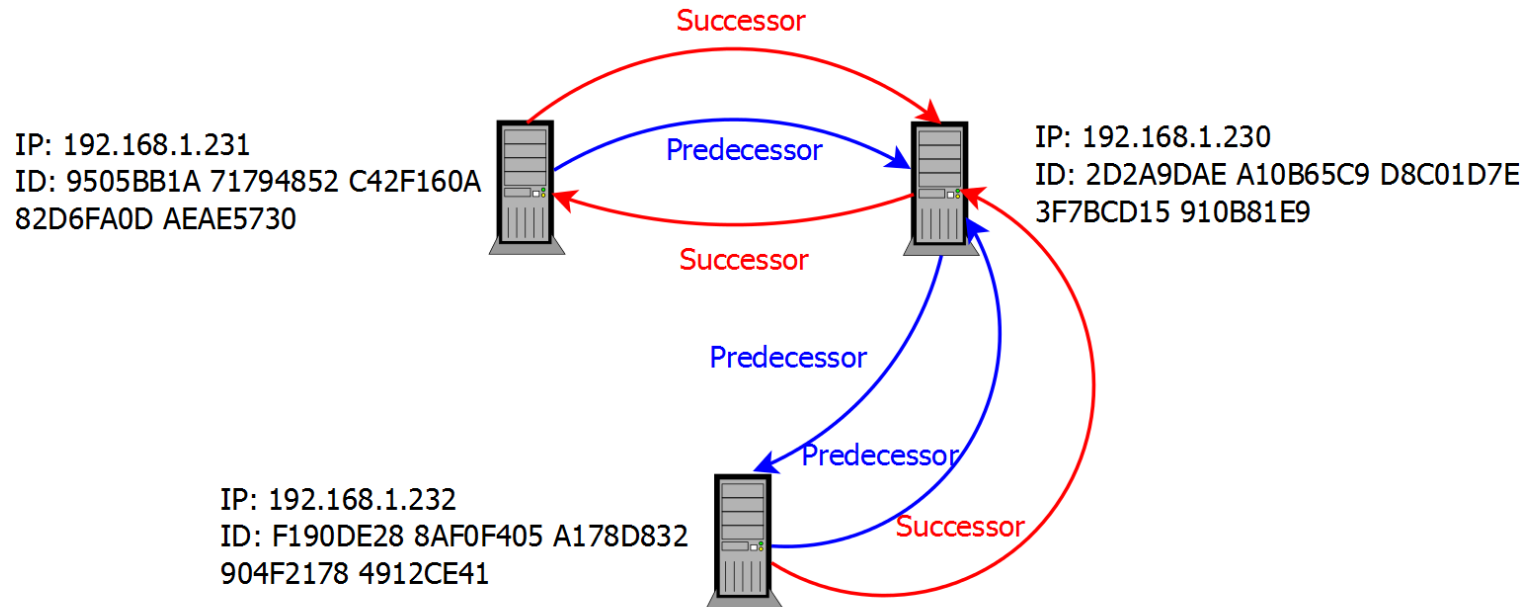 Successor
IP: 192.168.1.231
ID: 9505BB1A 71794852 C42F160A
82D6FA0D AEAE5730
Predecessor
IP: 192.168.1.230
ID: 2D2A9DAE A10B65C9 D8C01D7E
3F7BCD15 910B81E9
Successor
Predecessor
Predecessor
IP: 192.168.1.232
ID: F190DE28 8AF0F405 A178D832
904F2178 4912CE41
Successor